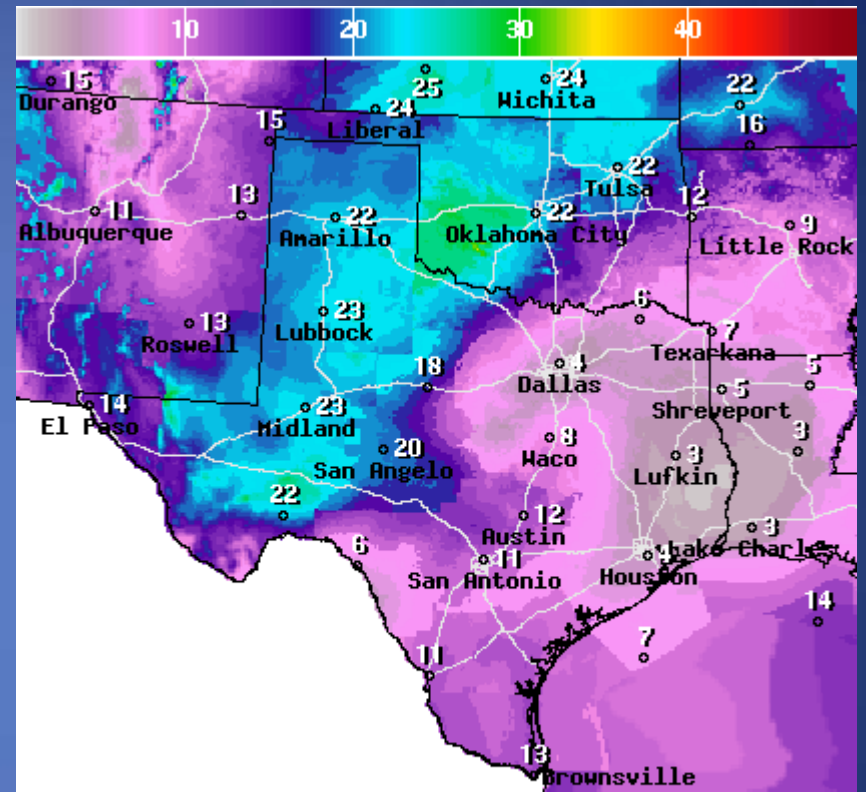 10 20 30 40
15
Durango
25
24
Wichita
24
Liberal
22
15
16
22
Tulsa
11
Albuquerque
13
22
Amarillo
22
Oklahoma City
12
9
Little Rock
13
Roswell
23
Lubbock
6
7
Texarkana
18
4
Dallas
5
5
Shreveport
14
El Paso
23
Midland
20
San Angelo
8
Waco
3
Lufkin
3
22
12
Austin
3
Lake Charl
6
11
San Antonio
4
Houston
14
7
11
13
Brownsville